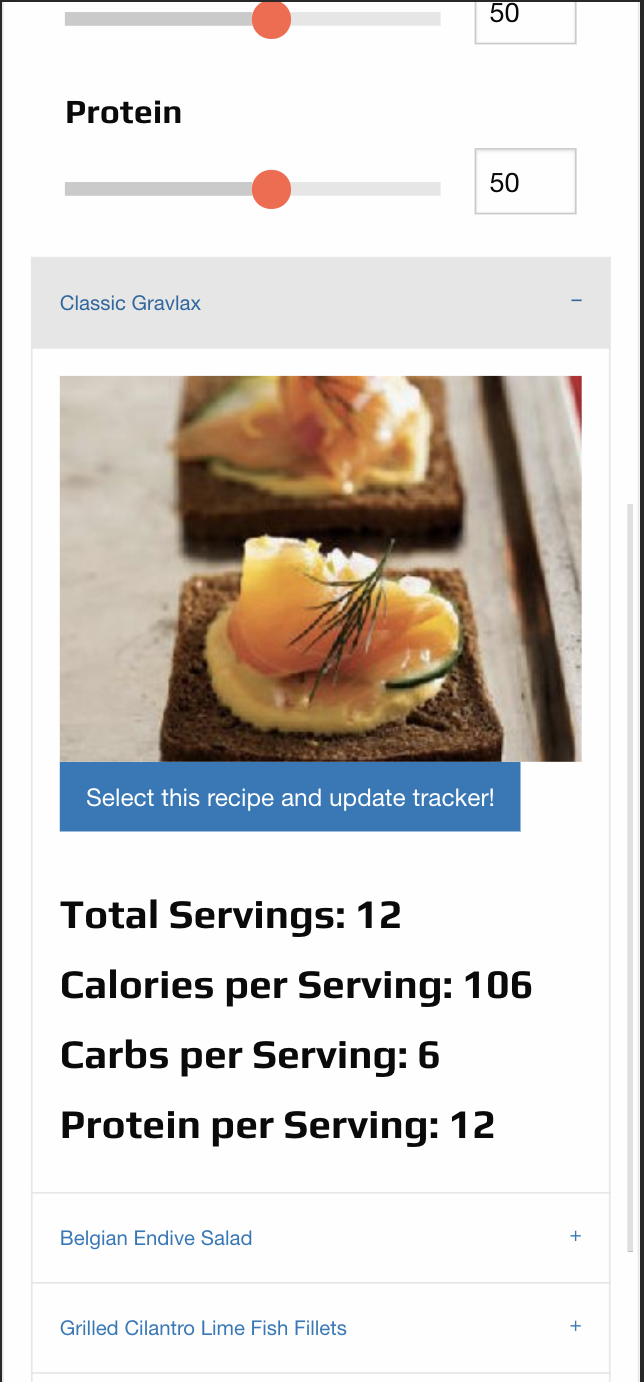 50
Protein
50
Classic Gravlax −
Select this recipe and update tracker!
Total Servings: 12
Calories per Serving: 106
Carbs per Serving: 6
Protein per Serving: 12
Belgian Endive Salad +
Grilled Cilantro Lime Fish Fillets +